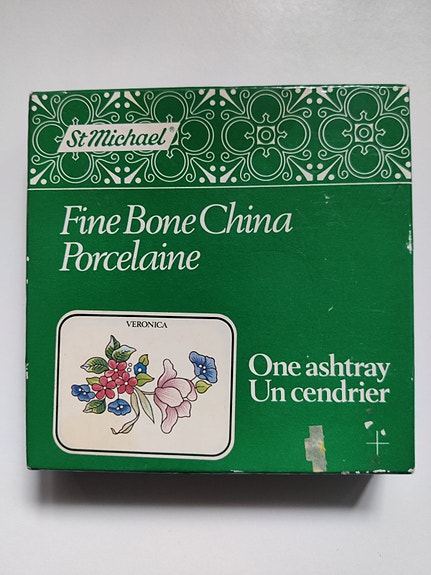 St Michael®
Fine Bone China
Porcelaine
VERONICA
One ashtray
Un cendrier